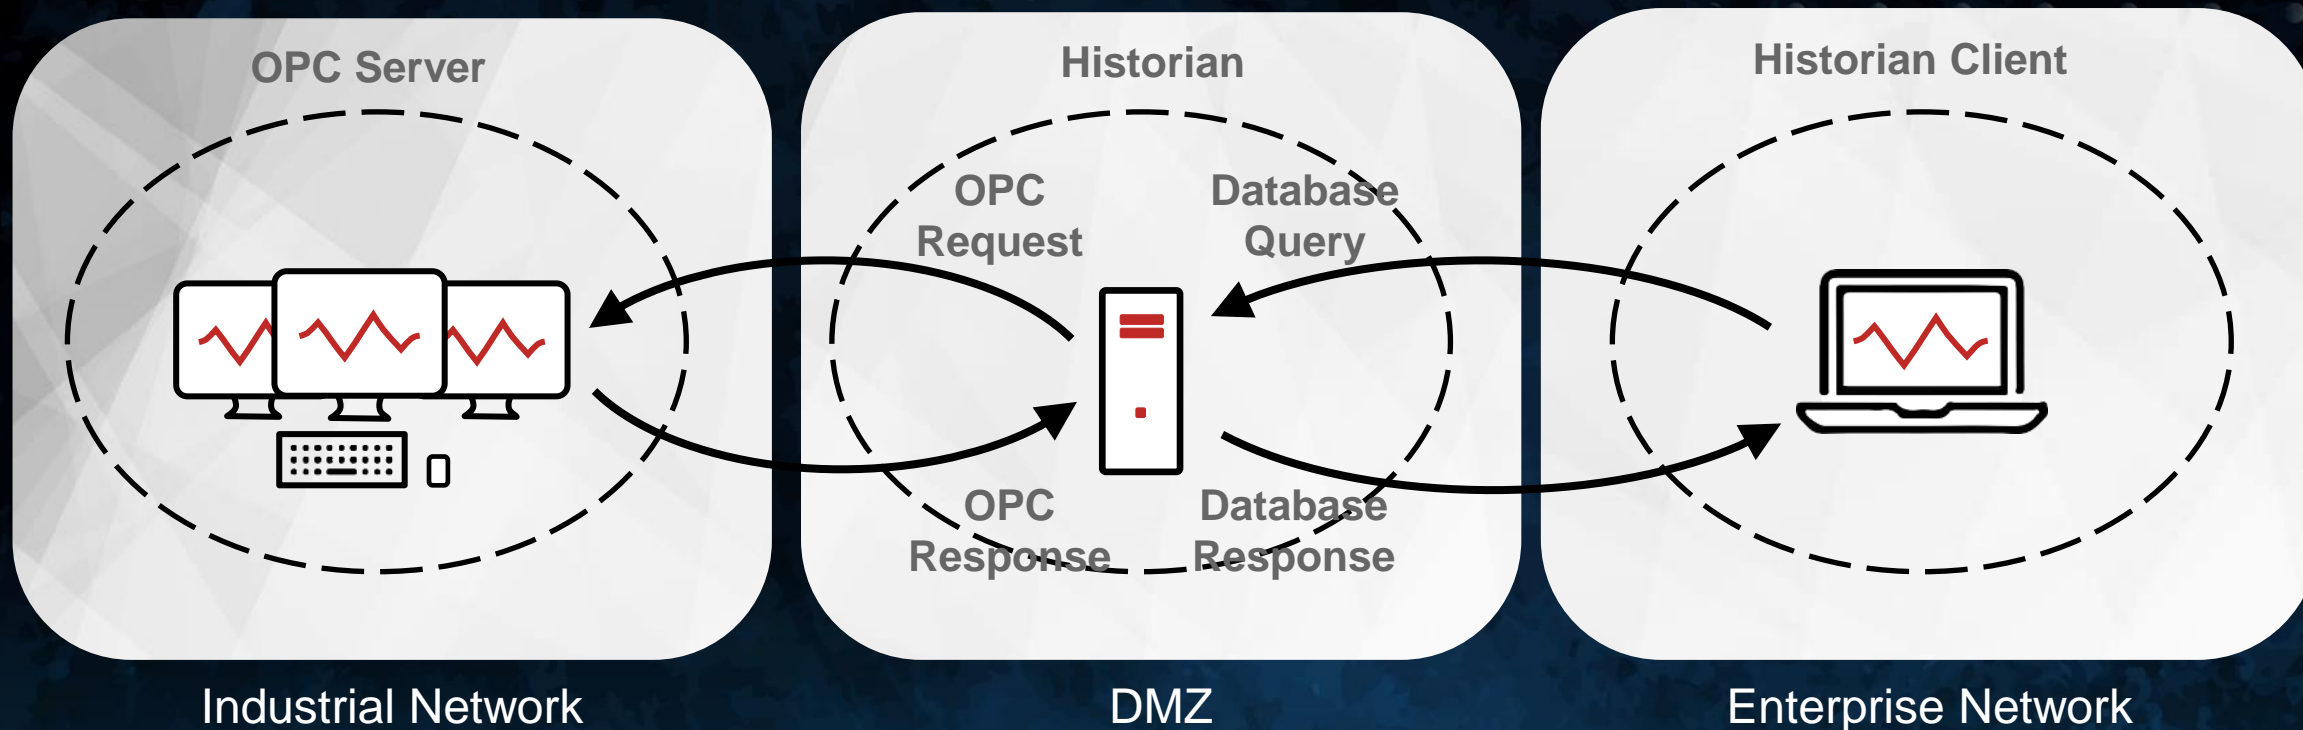 OPC Server
Historian
Historian Client
OPC
Request
Database
Query
OPC
Response
Database
Response
Industrial Network
DMZ
Enterprise Network